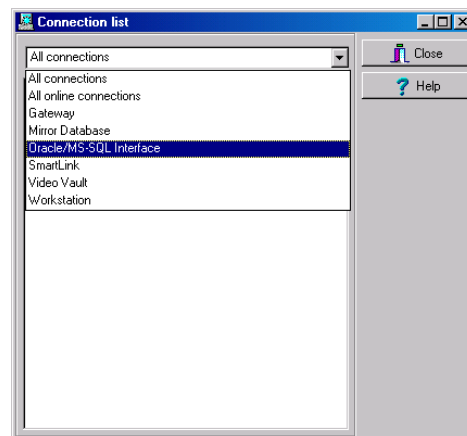 Connection list
All connections
Close
Help
All connections
All online connections
Gateway
Mirror Database
Oracle/MS-SQL Interface
SmartLink
Video Vault
Workstation